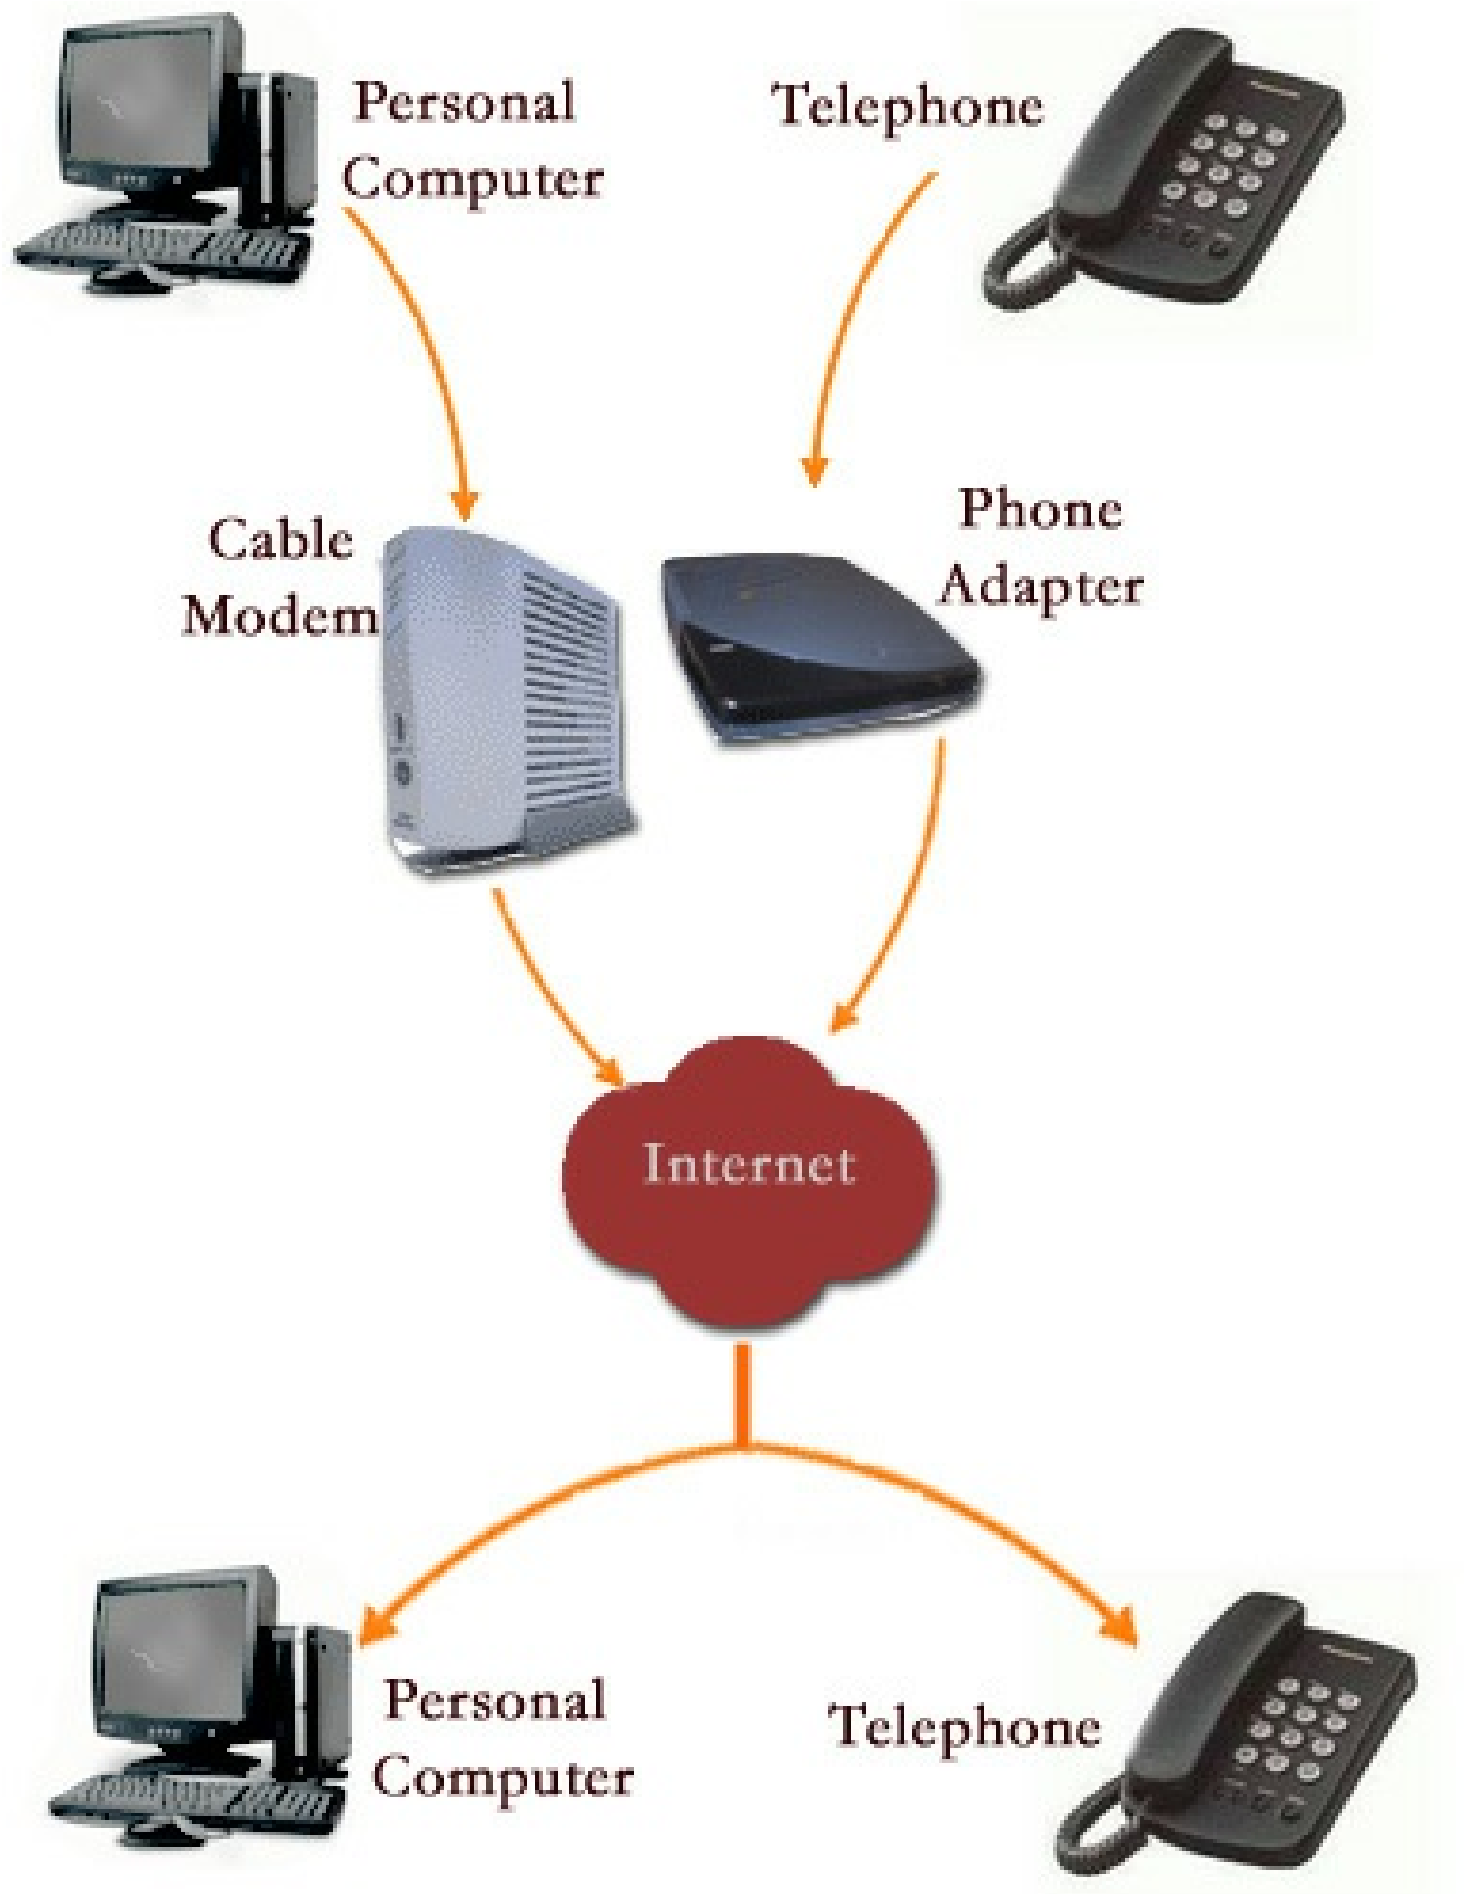 Personal
Computer
Telephone
Cable
Modem
Phone
Adapter
Internet
Personal
Computer
Telephone